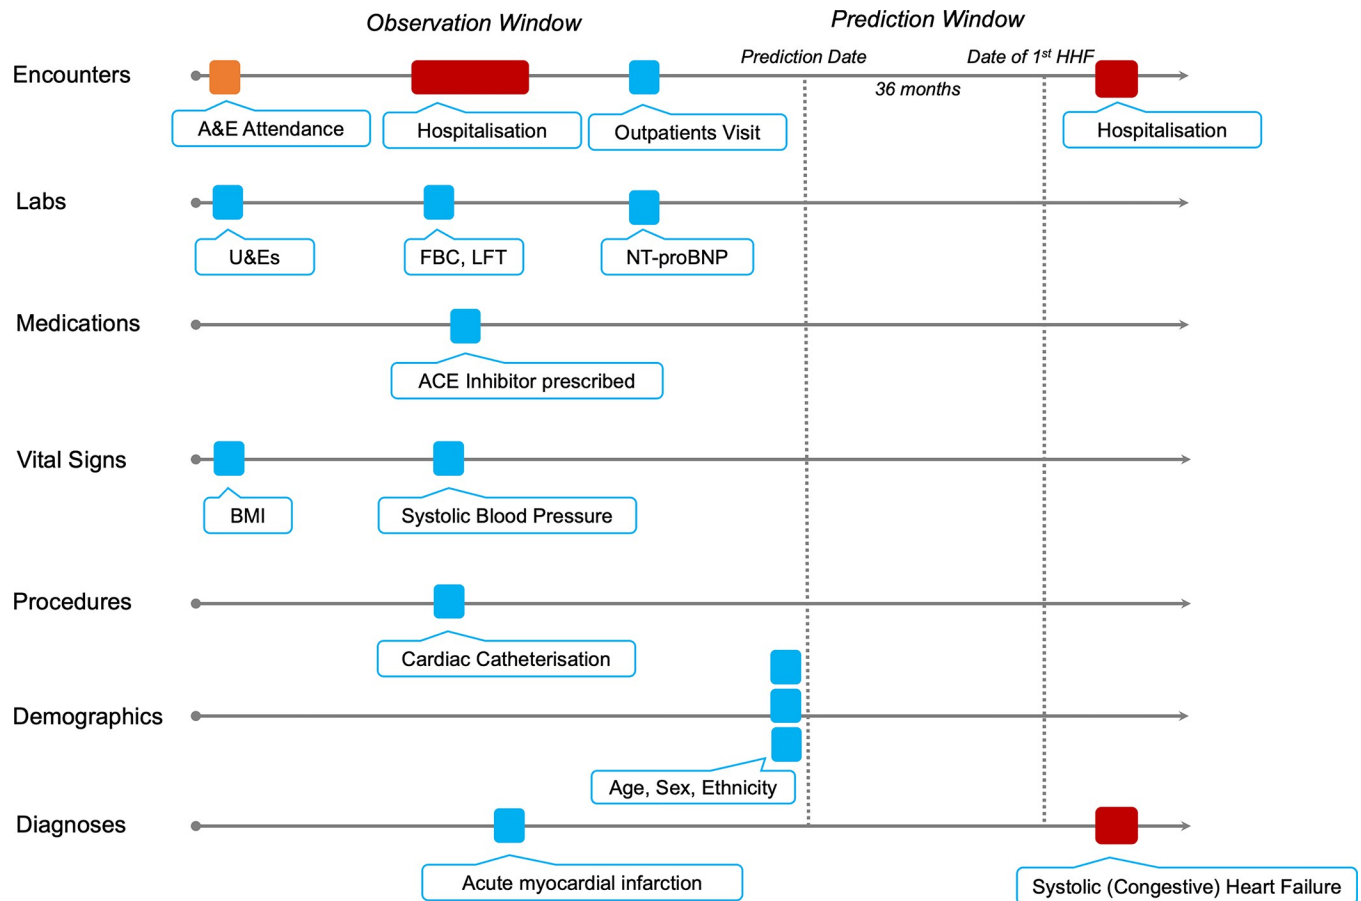 Observation Window
Prediction Window
Prediction Date
Date of 1st HHF
Encounters
36 months
A&E Attendance
Hospitalisation
Outpatients Visit
Hospitalisation
Labs
U&Es
FBC, LFT
NT-proBNP
Medications
ACE Inhibitor prescribed
Vital Signs
BMI
Systolic Blood Pressure
Procedures
Cardiac Catheterisation
Demographics
Age, Sex, Ethnicity
Diagnoses
Acute myocardial infarction
Systolic (Congestive) Heart Failure